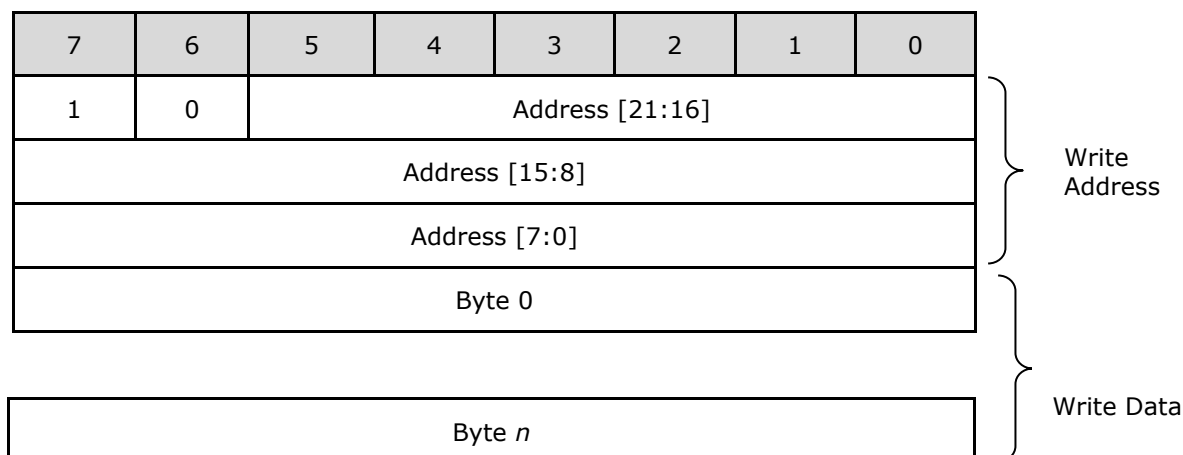 7 6 5 4 3 2 1 0
1 0 Address [21:16]
Address [15:8]
Write
Address
Address [7:0]
Byte 0
Write Data
Byte n